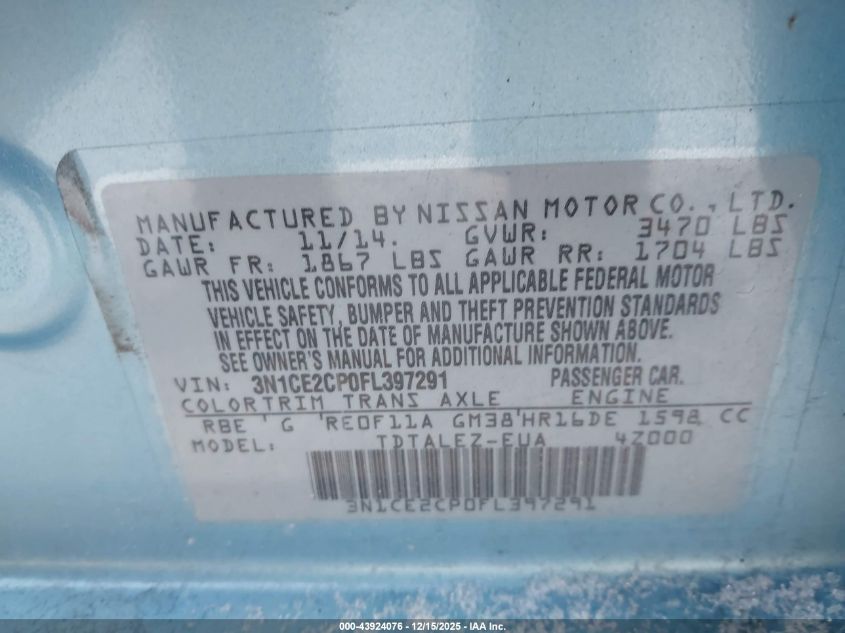 MANUFACTURED BY NISSAN MOTOR CO., LTD.
DATE: 11/14. GVWR: 3470 LBS
GAWR FR: 1867 LBS GAWR RR: 1704 LBS
THIS VEHICLE CONFORMS TO ALL APPLICABLE FEDERAL MOTOR
VEHICLE SAFETY, BUMPER AND THEFT PREVENTION STANDARDS
IN EFFECT ON THE DATE OF MANUFACTURE SHOWN ABOVE.
SEE OWNER'S MANUAL FOR ADDITIONAL INFORMATION.
VIN: 3N1CE2CP0FL397291 PASSENGER CAR.
COLORTRIM TRANS AXLE ENGINE
RBE ' G 'RE0F11A GM38'HR16DE 1598 CC
MODEL: TDTALEZ-EUA 4Z000
3N1CE2CP0FL397291
000-43924076 - 12/15/2025 - IAA Inc.